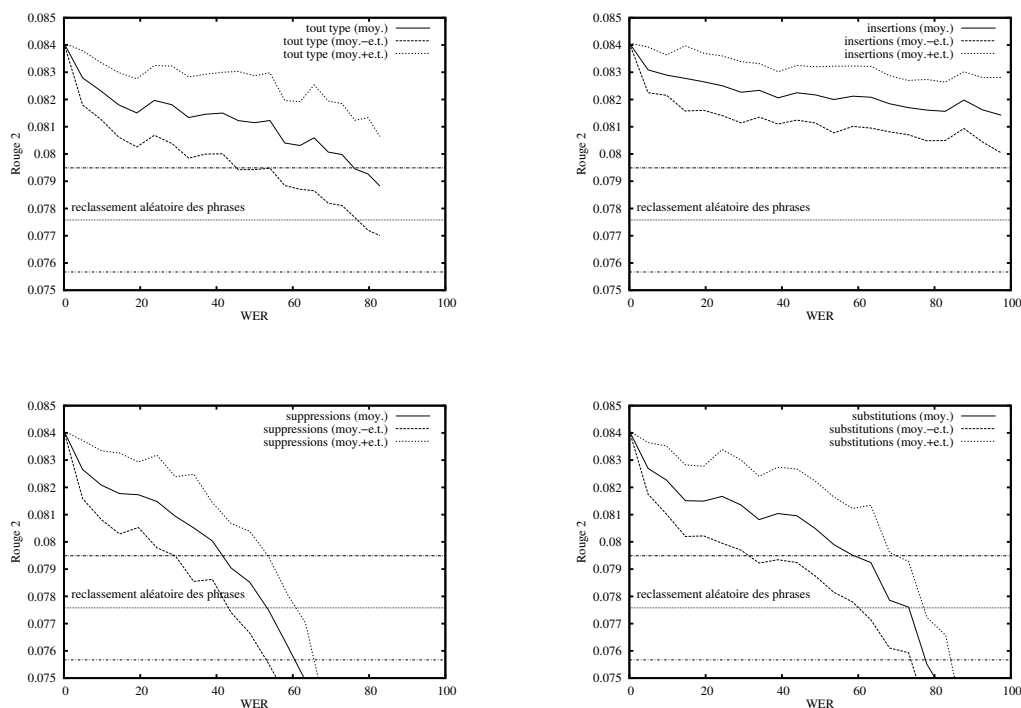 0.085
0.084
0.083
0.082
0.081
0.08
0.079
0.078
0.077
0.076
0.075
Rouge 2
tout type (moy.)
tout type (moy.−e.t.)
tout type (moy.+e.t.)
reclassement aléatoire des phrases
0 20 40 60 80 100
WER
0.085
0.084
0.083
0.082
0.081
0.08
0.079
0.078
0.077
0.076
0.075
Rouge 2
insertions (moy.)
insertions (moy.−e.t.)
insertions (moy.+e.t.)
reclassement aléatoire des phrases
0 20 40 60 80 100
WER
0.085
0.084
0.083
0.082
0.081
0.08
0.079
0.078
0.077
0.076
0.075
Rouge 2
suppressions (moy.)
suppressions (moy.−e.t.)
suppressions (moy.+e.t.)
reclassement aléatoire des phrases
0 20 40 60 80 100
WER
0.085
0.084
0.083
0.082
0.081
0.08
0.079
0.078
0.077
0.076
0.075
Rouge 2
substitutions (moy.)
substitutions (moy.−e.t.)
substitutions (moy.+e.t.)
reclassement aléatoire des phrases
0 20 40 60 80 100
WER